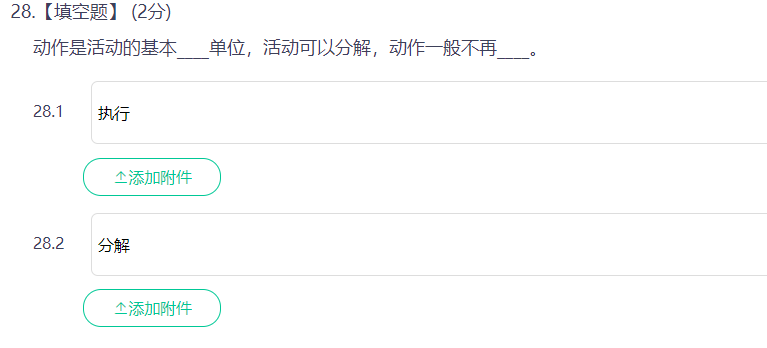 28.【填空题】 (2分)
动作是活动的基本____单位，活动可以分解，动作一般不再____。
28.1
执行
添加附件
28.2
分解
添加附件